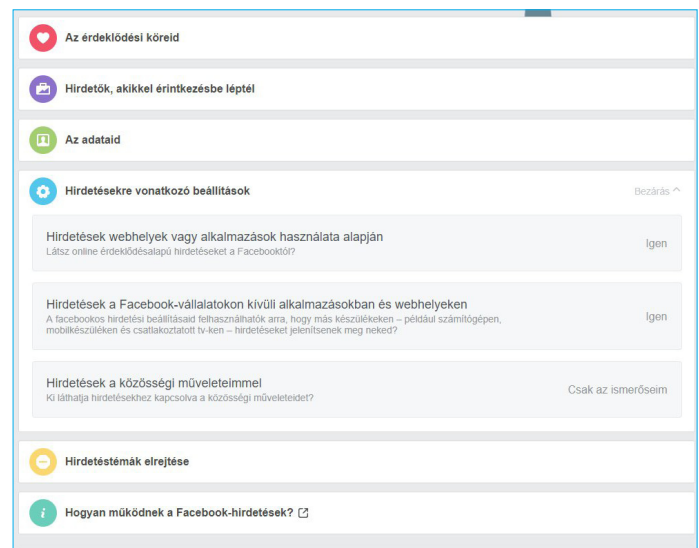 Az érdeklődési köreid
Hirdetők, akikkel érintkezésbe léptél
Az adataid
Hirdetésekre vonatkozó beállítások
Bezárás
Hirdetések webhelyek vagy alkalmazások használata alapján
Látsz online érdeklődésalapú hirdetéseket a Facebooktól?
Igen
Hirdetések a Facebook-vállalatokon kívüli alkalmazásokban és webhelyeken
A facebookos hirdetési beállításaid felhasználhatók arra, hogy más készülékeken – például számítógépen,
mobilkészüléken és csatlakoztatott tv-ken – hirdetéseket jelenítsenek meg neked?
Igen
Hirdetések a közösségi műveleteimmel
Ki láthatja hirdetésekhez kapcsolva a közösségi műveleteidet?
Csak az ismerőseim
Hirdetéstémák elrejtése
Hogyan működnek a Facebook-hirdetések?